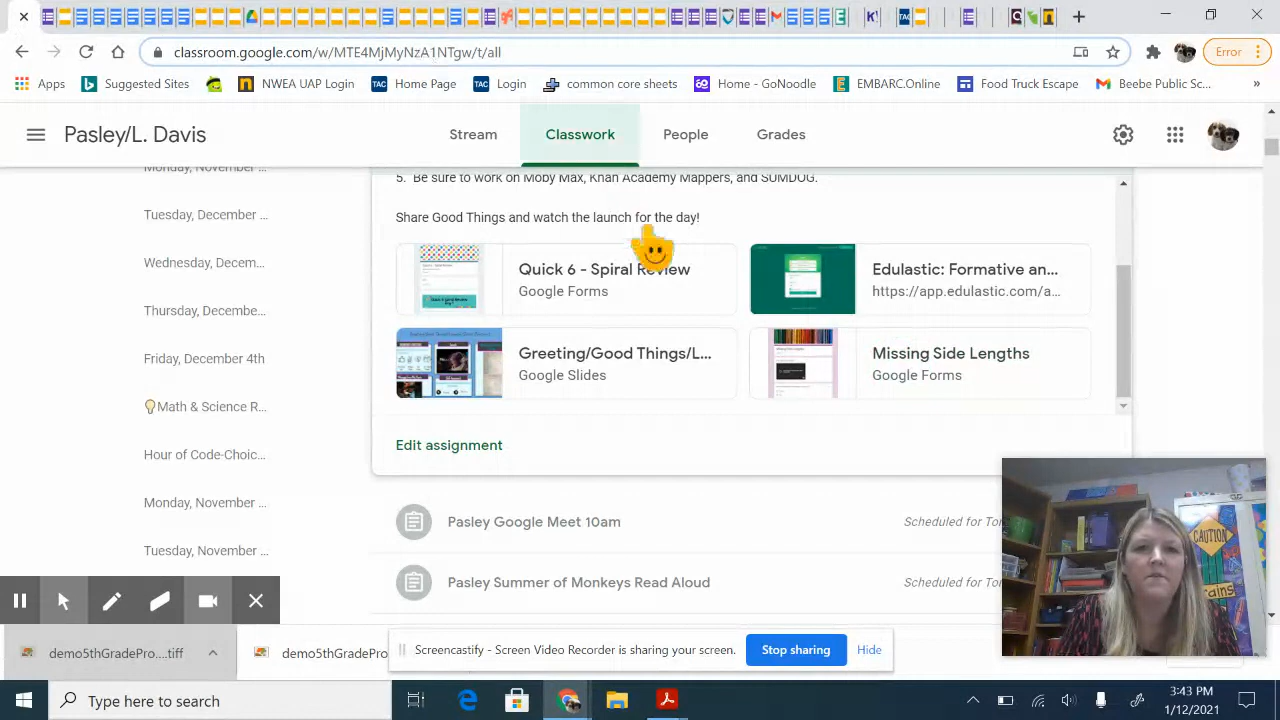 classroom.google.com/w/MTE4MjMyNzA1NTgw/t/all
Error
Apps
Suggested Sites
NWEA UAP Login
Home Page
Login
common core sheets
Home - GoNoodle
EMBARC.Online
Food Truck Escape
Beebe Public Sc...
»
Pasley/L. Davis
Stream
Classwork
People
Grades
Monday, November ...
Tuesday, December ...
Wednesday, Decem...
Thursday, Decembe...
Friday, December 4th
Math & Science R...
Hour of Code-Choic...
Monday, November ...
Tuesday, November ...
5. Be sure to work on Moby Max, Khan Academy Mappers, and SUMDOG.
Share Good Things and watch the launch for the day!
Quick 6 - Spiral Review
Google Forms
Edulastic: Formative an...
https://app.edulastic.com/a...
Greeting/Good Things/L...
Google Slides
Missing Side Lengths
Google Forms
Edit assignment
Pasley Google Meet 10am
Scheduled for Tor
Pasley Summer of Monkeys Read Aloud
Scheduled for Tor
CAUTION
demo5thGradePro....tiff
demo5thGradePro
Screencastify - Screen Video Recorder is sharing your screen.
Stop sharing
Hide
Type here to search
3:43 PM
1/12/2021